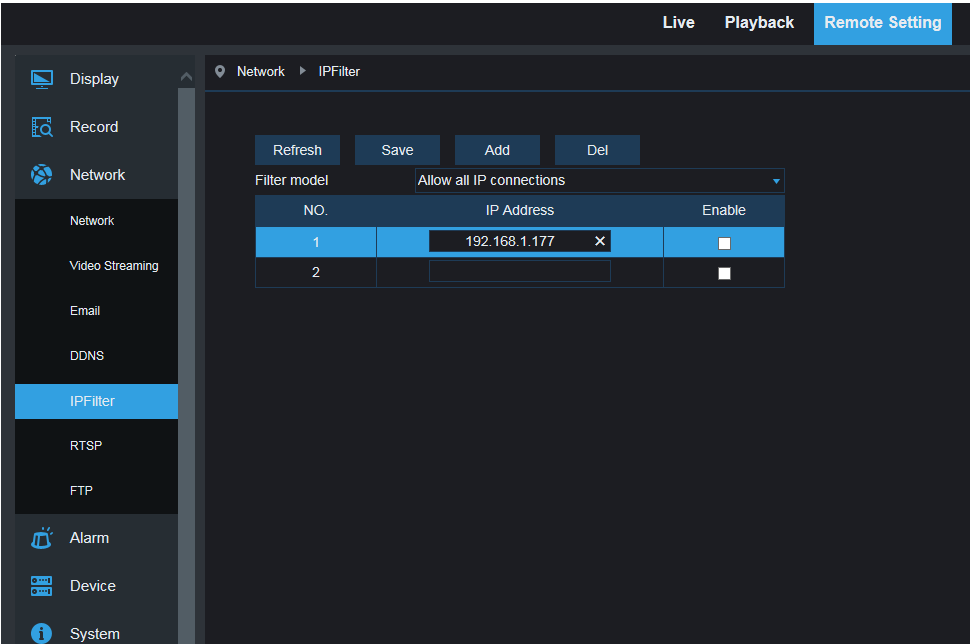 Live Playback Remote Setting
Display
Record
Network
Network
Video Streaming
Email
DDNS
IPFilter
RTSP
FTP
Alarm
Device
System
Network IPFilter
Refresh Save Add Del
Filter model Allow all IP connections
NO. IP Address Enable
1 192.168.1.177
2